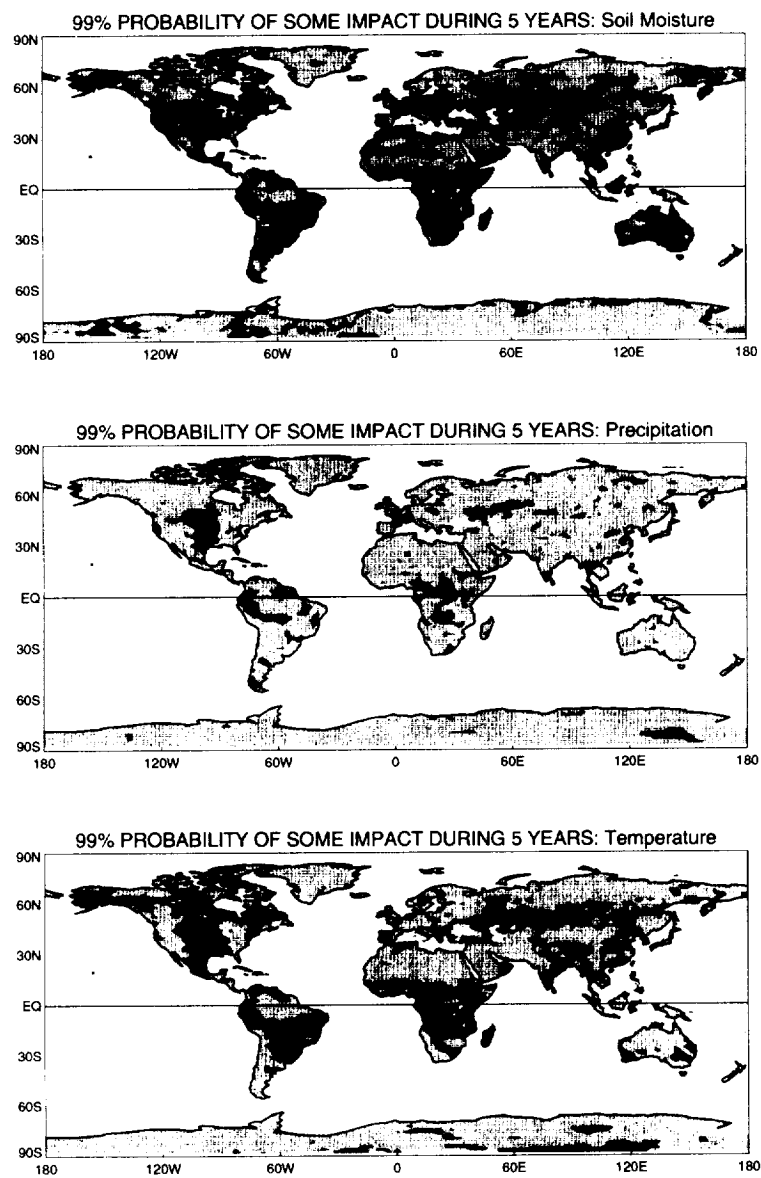 99% PROBABILITY OF SOME IMPACT DURING 5 YEARS: Soil Moisture
90N
60N
30N
EQ
30S
60S
90S
180 120W 60W 0 60E 120E 180
99% PROBABILITY OF SOME IMPACT DURING 5 YEARS: Precipitation
90N
60N
30N
EQ
30S
60S
90S
180 120W 60W 0 60E 120E 180
99% PROBABILITY OF SOME IMPACT DURING 5 YEARS: Temperature
90N
60N
30N
EQ
30S
60S
90S
180 120W 60W 0 60E 120E 180